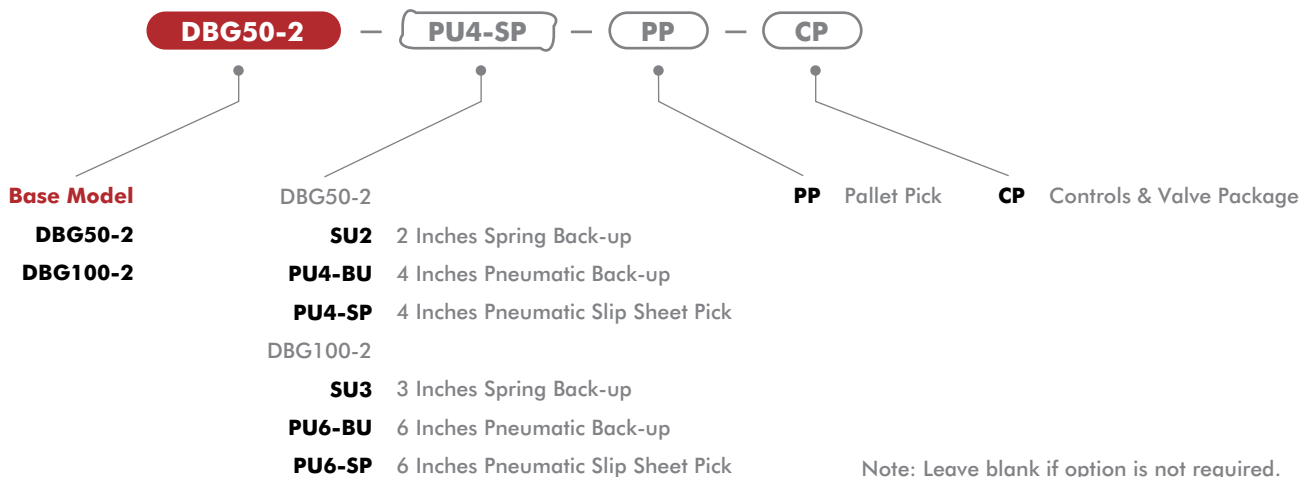 DBG50-2 — PU4-SP — PP — CP
Base Model
DBG50-2
DBG100-2
DBG50-2
SU2 2 Inches Spring Back-up
PU4-BU 4 Inches Pneumatic Back-up
PU4-SP 4 Inches Pneumatic Slip Sheet Pick
DBG100-2
SU3 3 Inches Spring Back-up
PU6-BU 6 Inches Pneumatic Back-up
PU6-SP 6 Inches Pneumatic Slip Sheet Pick
PP Pallet Pick
CP Controls & Valve Package
Note: Leave blank if option is not required.